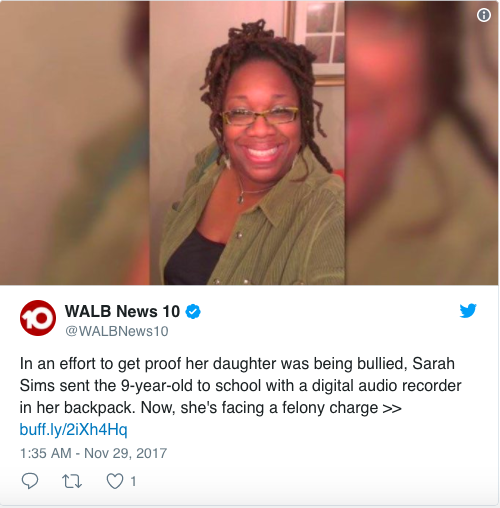 10 WALB News 10
@WALBNews10
In an effort to get proof her daughter was being bullied, Sarah
Sims sent the 9-year-old to school with a digital audio recorder
in her backpack. Now, she's facing a felony charge >>
buff.ly/2iXh4Hq
1:35 AM - Nov 29, 2017
1